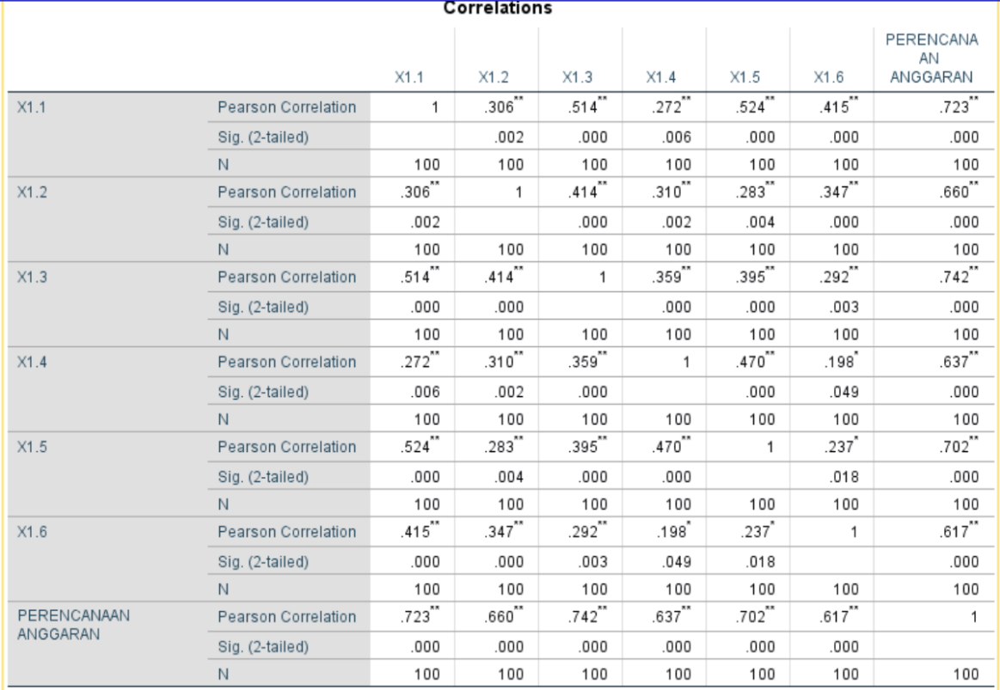 Correlations
X1.1 X1.2 X1.3 X1.4 X1.5 X1.6 PERENCANA
AN
ANGGARAN
X1.1 Pearson Correlation 1 .306** .514** .272** .524** .415** .723**
Sig. (2-tailed) .002 .000 .006 .000 .000 .000
N 100 100 100 100 100 100 100
X1.2 Pearson Correlation .306** 1 .414** .310** .283** .347** .660**
Sig. (2-tailed) .002 .000 .002 .004 .000 .000
N 100 100 100 100 100 100 100
X1.3 Pearson Correlation .514** .414** 1 .359** .395** .292** .742**
Sig. (2-tailed) .000 .000 .000 .000 .003 .000
N 100 100 100 100 100 100 100
X1.4 Pearson Correlation .272** .310** .359** 1 .470** .198* .637**
Sig. (2-tailed) .006 .002 .000 .000 .049 .000
N 100 100 100 100 100 100 100
X1.5 Pearson Correlation .524** .283** .395** .470** 1 .237* .702**
Sig. (2-tailed) .000 .004 .000 .000 .018 .000
N 100 100 100 100 100 100 100
X1.6 Pearson Correlation .415** .347** .292** .198* .237* 1 .617**
Sig. (2-tailed) .000 .000 .003 .049 .018 .000
N 100 100 100 100 100 100 100
PERENCANAAN
ANGGARAN Pearson Correlation .723** .660** .742** .637** .702** .617** 1
Sig. (2-tailed) .000 .000 .000 .000 .000 .000
N 100 100 100 100 100 100 100